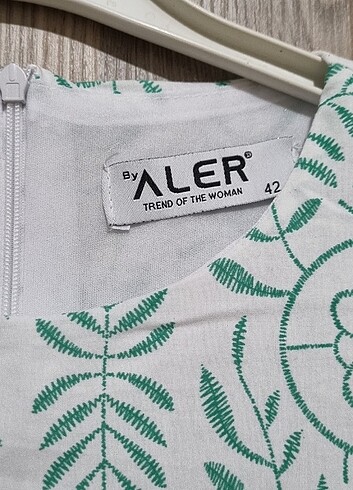 By ALER®
TREND OF THE WOMAN
42